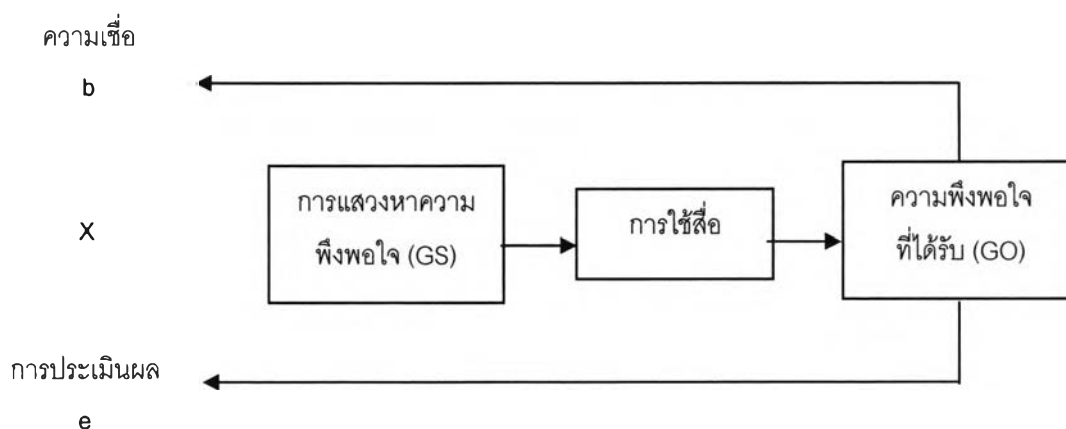 ความเชื่อ
b
X
การแสวงหาความ
พึงพอใจ (GS)
การใช้สื่อ
ความพึงพอใจ
ที่ได้รับ (GO)
การประเมินผล
e